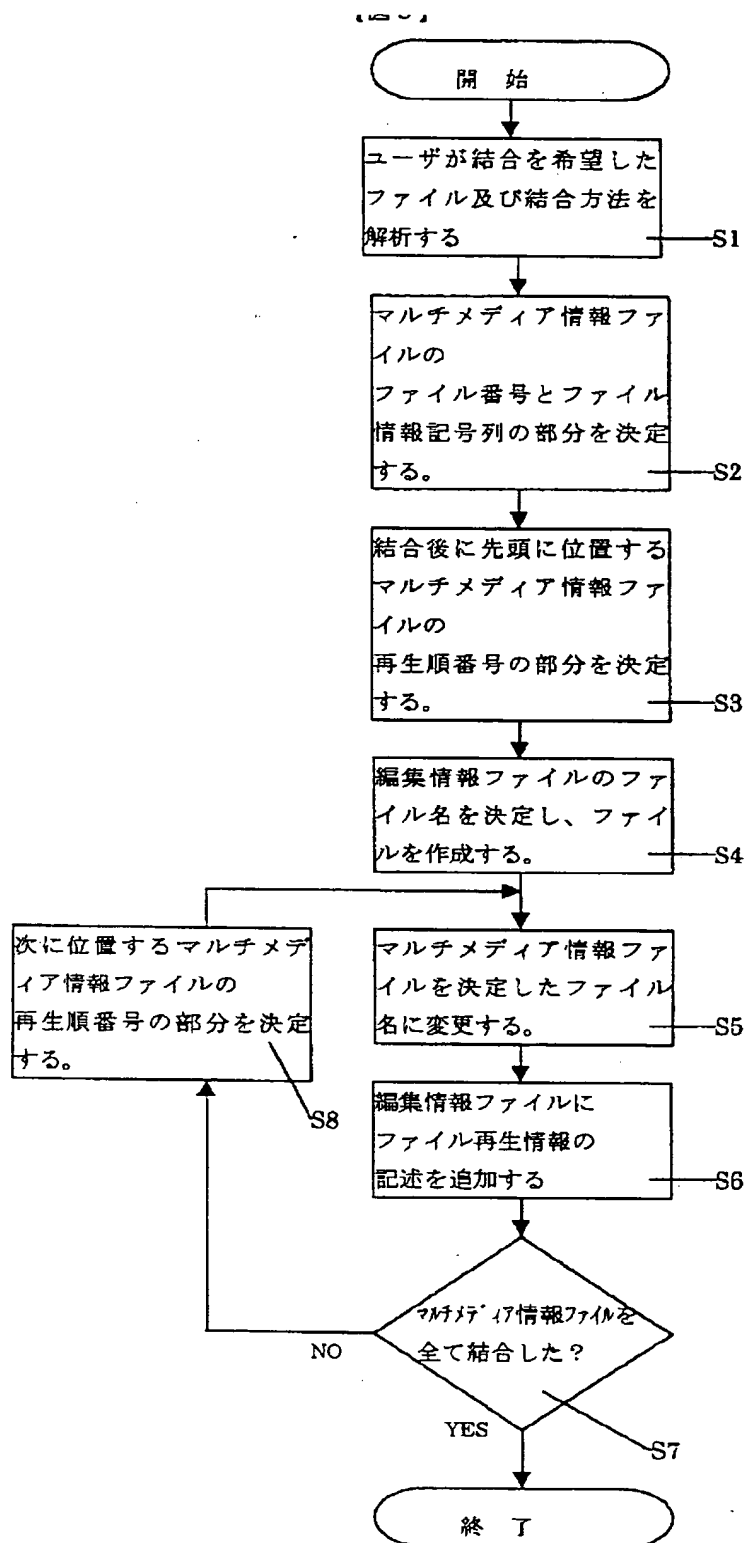 開 始
ユーザが結合を希望した
ファイル及び結合方法を
解析する
S1
マルチメディア情報ファ
イルの
ファイル番号とファイル
情報記号列の部分を決定
する。
S2
結合後に先頭に位置する
マルチメディア情報ファ
イルの
再生順番号の部分を決定
する。
S3
編集情報ファイルのファ
イル名を決定し、ファイ
ルを作成する。
S4
マルチメディア情報ファ
イルを決定したファイル
名に変更する。
S5
次に位置するマルチメデ
ィア情報ファイルの
再生順番号の部分を決定
する。
S8
編集情報ファイルに
ファイル再生情報の
記述を追加する
S6
マルチメディア情報ファイルを
全て結合した?
NO
YES
S7
終 了